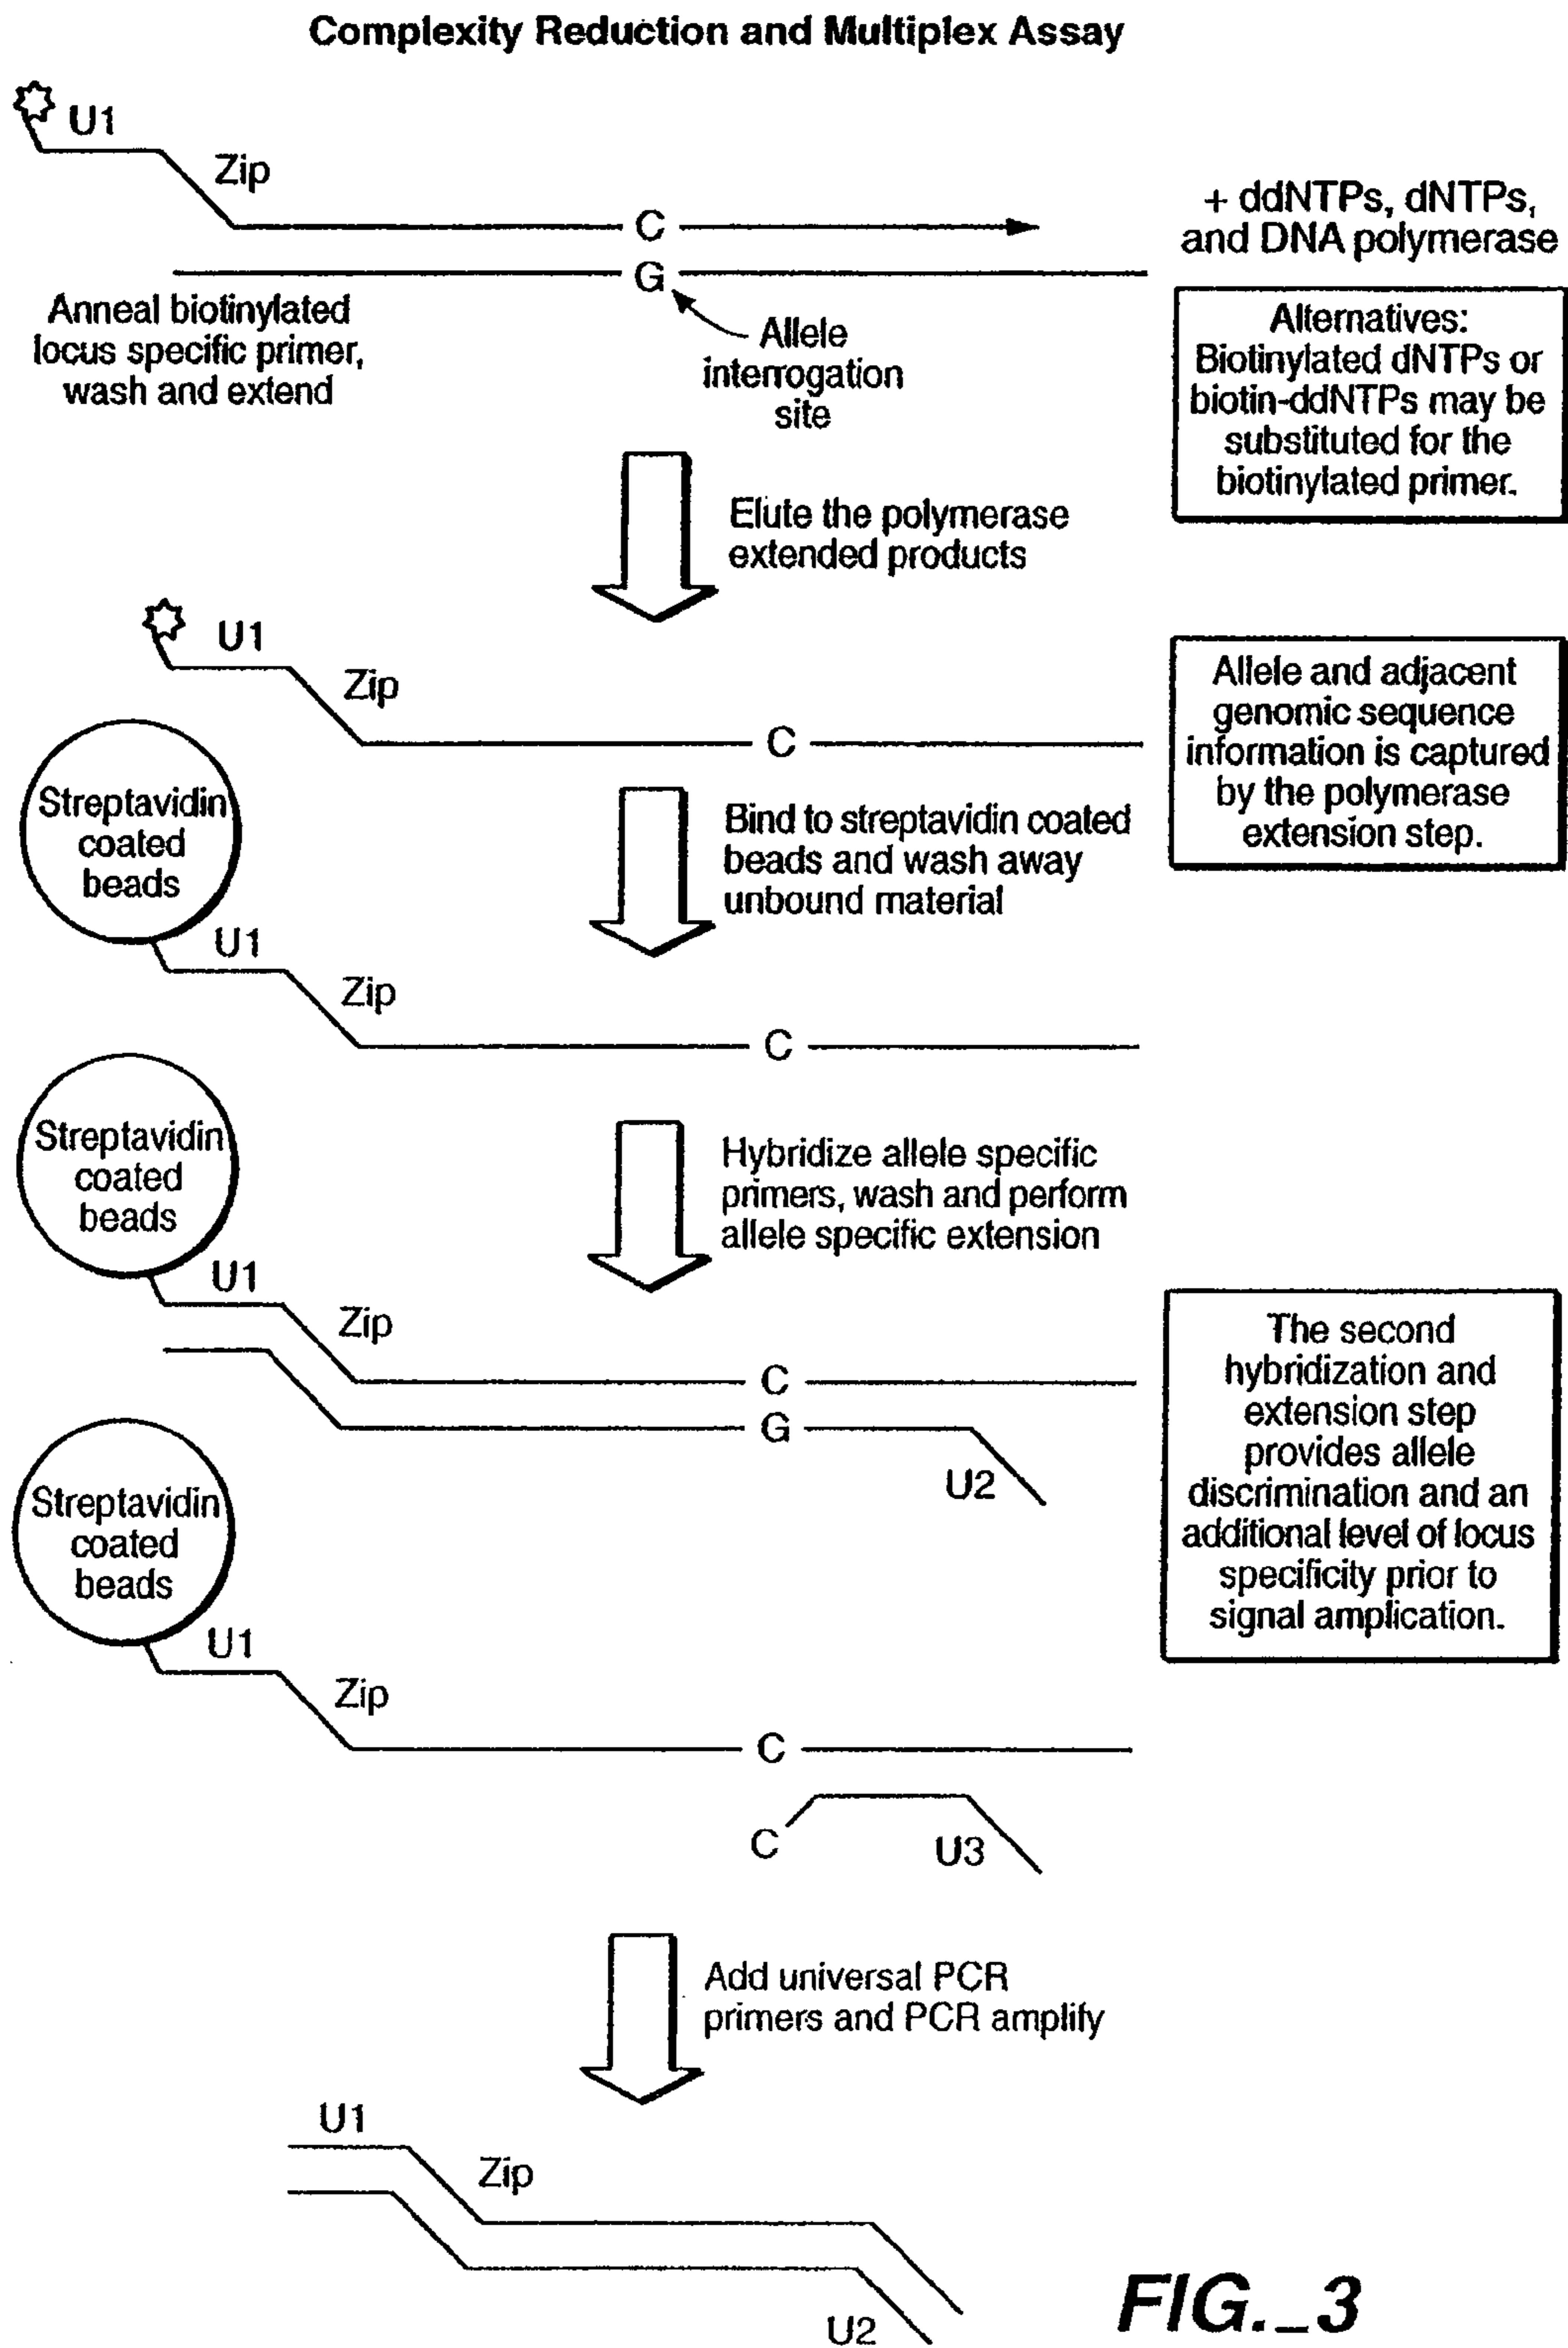 Complexity Reduction and Multiplex Assay
U1
Zip
C
G
+ ddNTPs, dNTPs,
and DNA polymerase
Anneal biotinylated
locus specific primer,
wash and extend
Allele
interrogation
site
Alternatives:
Biotinylated dNTPs or
biotin-ddNTPs may be
substituted for the
biotinylated primer.
Elute the polymerase
extended products
U1
Zip
C
Allele and adjacent
genomic sequence
information is captured
by the polymerase
extension step.
Streptavidin
coated
beads
Bind to streptavidin coated
beads and wash away
unbound material
U1
Zip
C
Streptavidin
coated
beads
Hybridize allele specific
primers, wash and perform
allele specific extension
U1
Zip
C
G
U2
The second
hybridization and
extension step
provides allele
discrimination and an
additional level of locus
specificity prior to
signal amplication.
Streptavidin
coated
beads
U1
Zip
C
C
U3
Add universal PCR
primers and PCR amplify
U1
Zip
U2
FIG._3